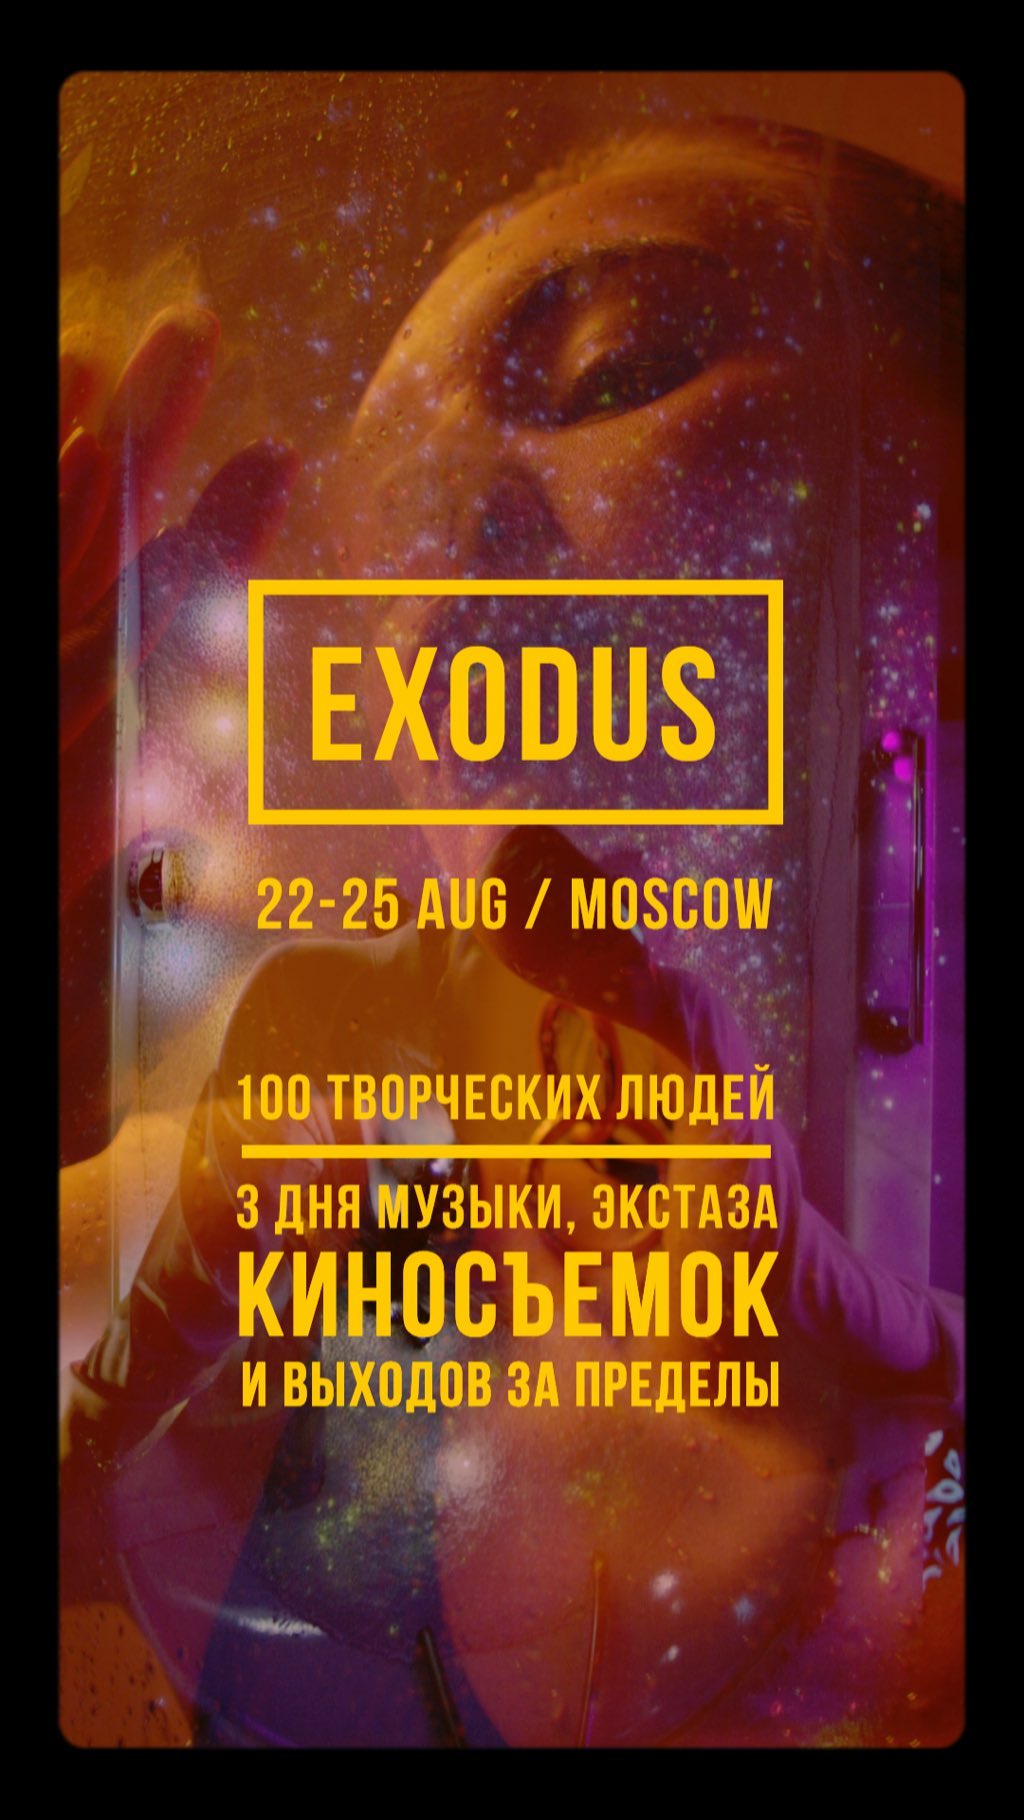 EXODUS
22-25 AUG / MOSCOW
100 ТВОРЧЕСКИХ ЛЮДЕЙ
3 ДНЯ МУЗЫКИ, ЭКСТАЗА
КИНОСЪЕМОК
И ВЫХОДОВ ЗА ПРЕДЕЛЫ